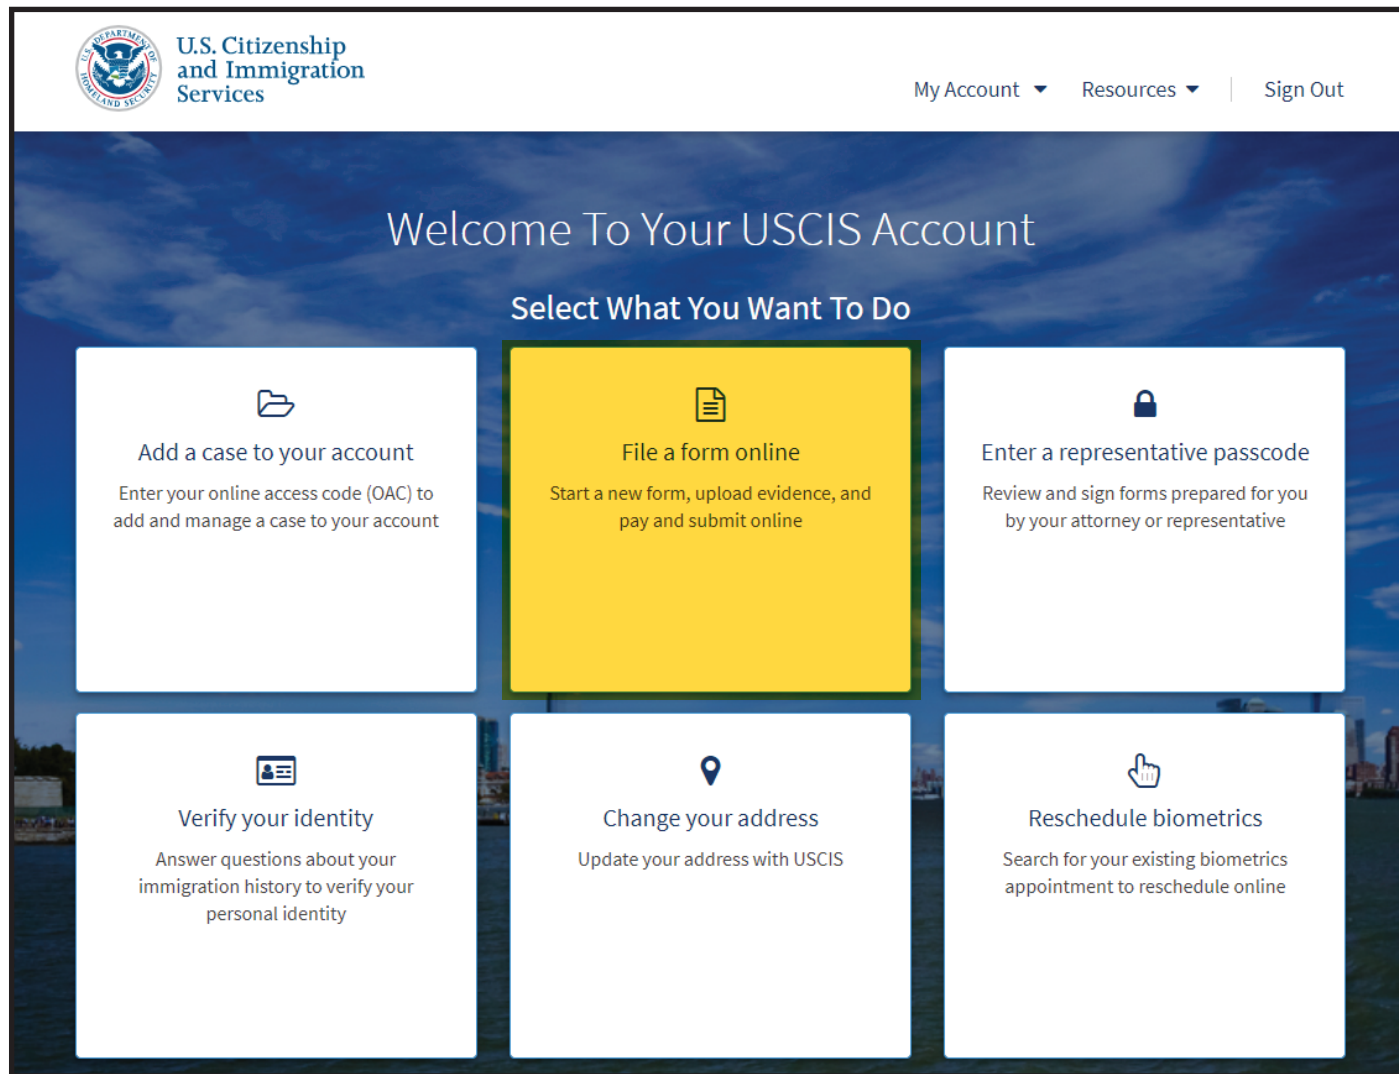 U.S. DEPARTMENT OF
HOMELAND SECURITY
U.S. Citizenship
and Immigration
Services
My Account
Resources
Sign Out
Welcome To Your USCIS Account
Select What You Want To Do
Add a case to your account
Enter your online access code (OAC) to
add and manage a case to your account
File a form online
Start a new form, upload evidence, and
pay and submit online
Enter a representative passcode
Review and sign forms prepared for you
by your attorney or representative
Verify your identity
Answer questions about your
immigration history to verify your
personal identity
Change your address
Update your address with USCIS
Reschedule biometrics
Search for your existing biometrics
appointment to reschedule online